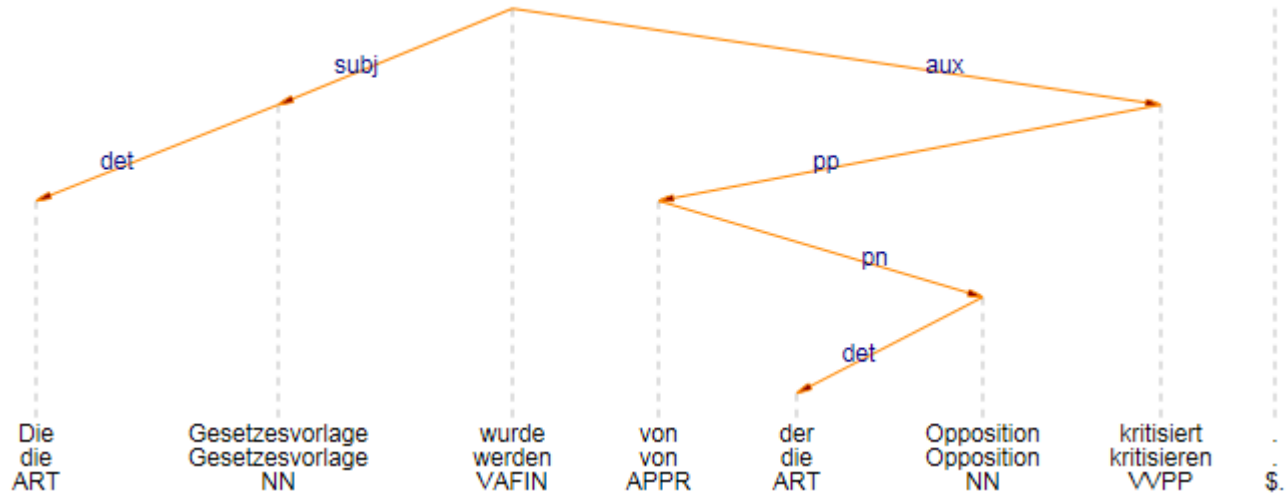 subj aux
det pp
pn
det
Die Gesetzesvorlage wurde von der Opposition kritisiert .
die Gesetzesvorlage werden von die Opposition kritisieren .
ART NN VAFIN APPR ART NN VVPP $.